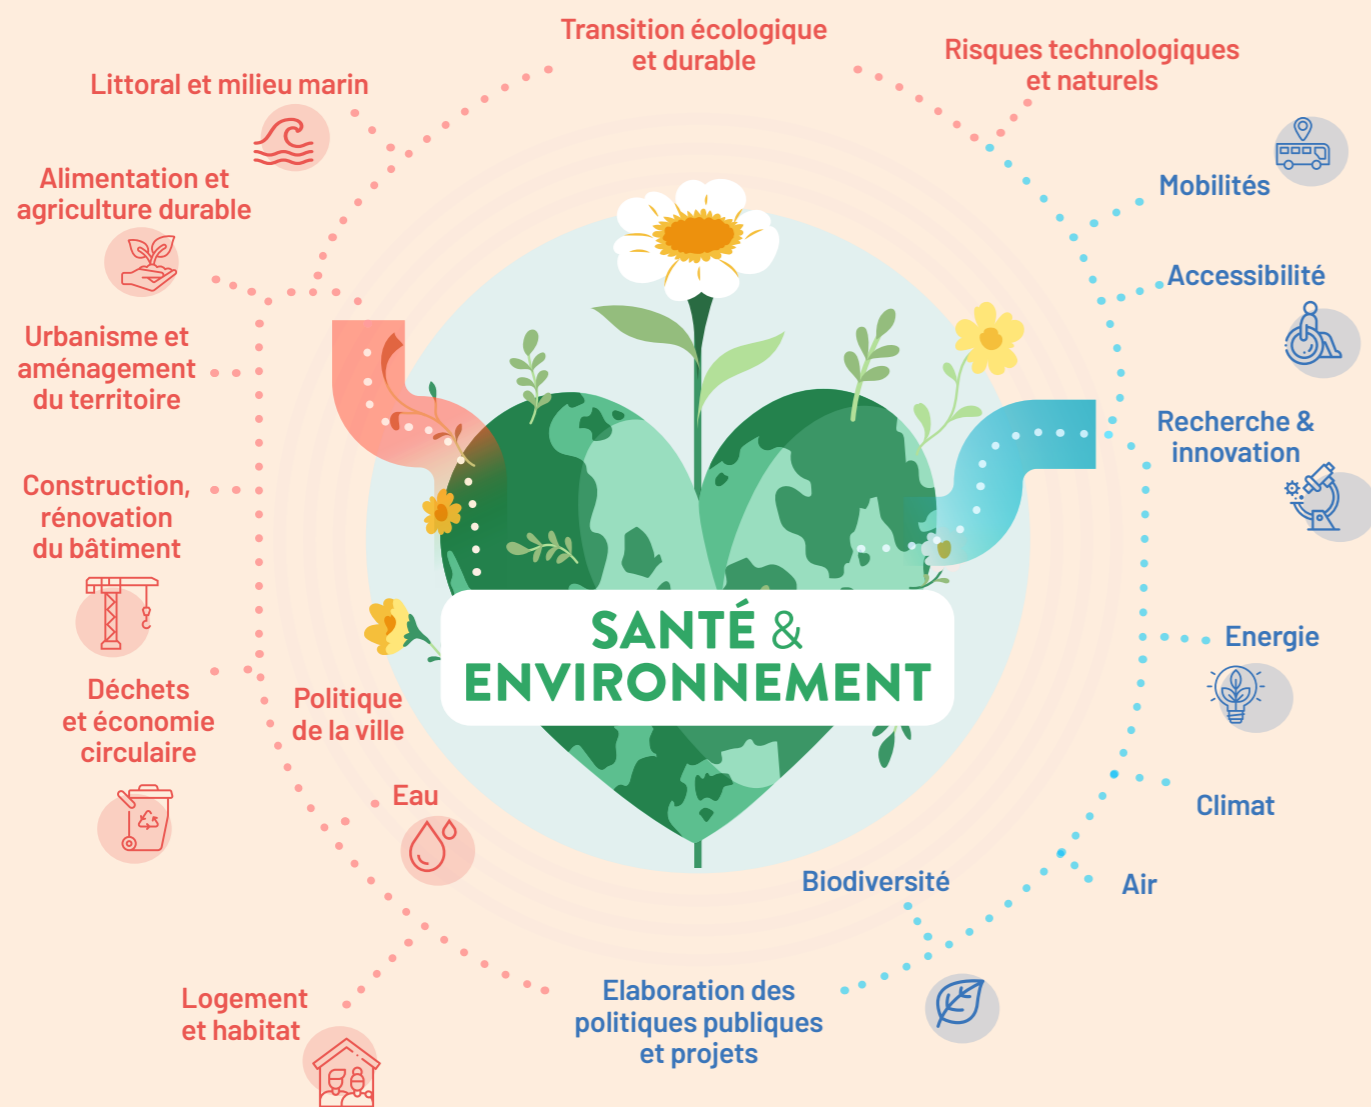 Transition écologique
et durable
Risques technologiques
et naturels
Littoral et milieu marin
Mobilités
Alimentation et
agriculture durable
Accessibilité
Urbanisme et
aménagement
du territoire
Recherche &
innovation
Construction,
rénovation
du bâtiment
SANTÉ &
ENVIRONNEMENT
Energie
Déchets
et économie
circulaire
Politique
de la ville
Eau
Climat
Biodiversité
Air
Logement
et habitat
Elaboration des
politiques publiques
et projets